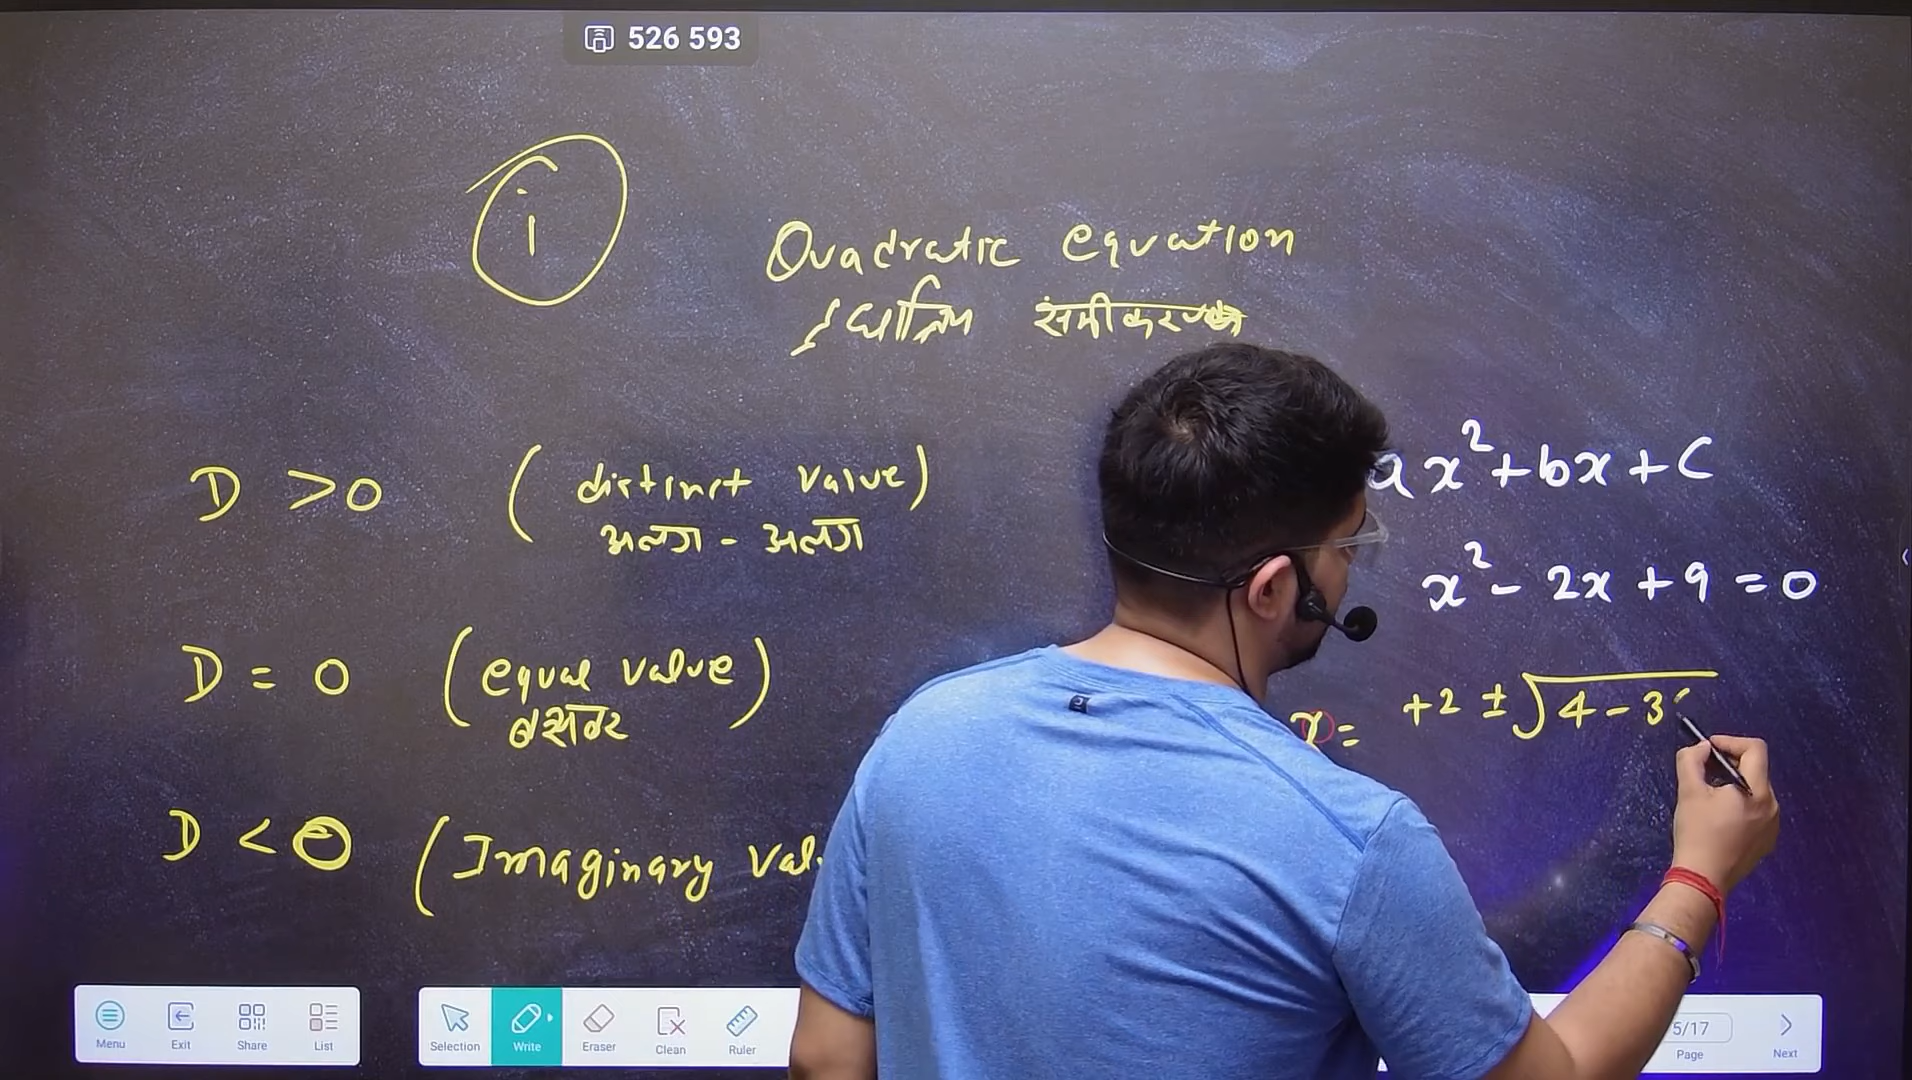 526 593
i
Quadratic equation
समीकरण
D > 0 (distinct value)
अलग - अलग
D = 0 (equal value)
बराबर
D < 0 (Imaginary Val
ax²+bx+c
x² - 2x + 9 = 0
x = +2 ± √4 - 3
Menu Exit Share List
Selection Write Eraser Clean Ruler
5/17
Page Next